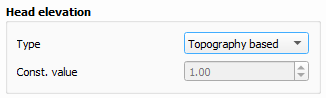 Head elevation
Type Topography based
Const. value 1.00